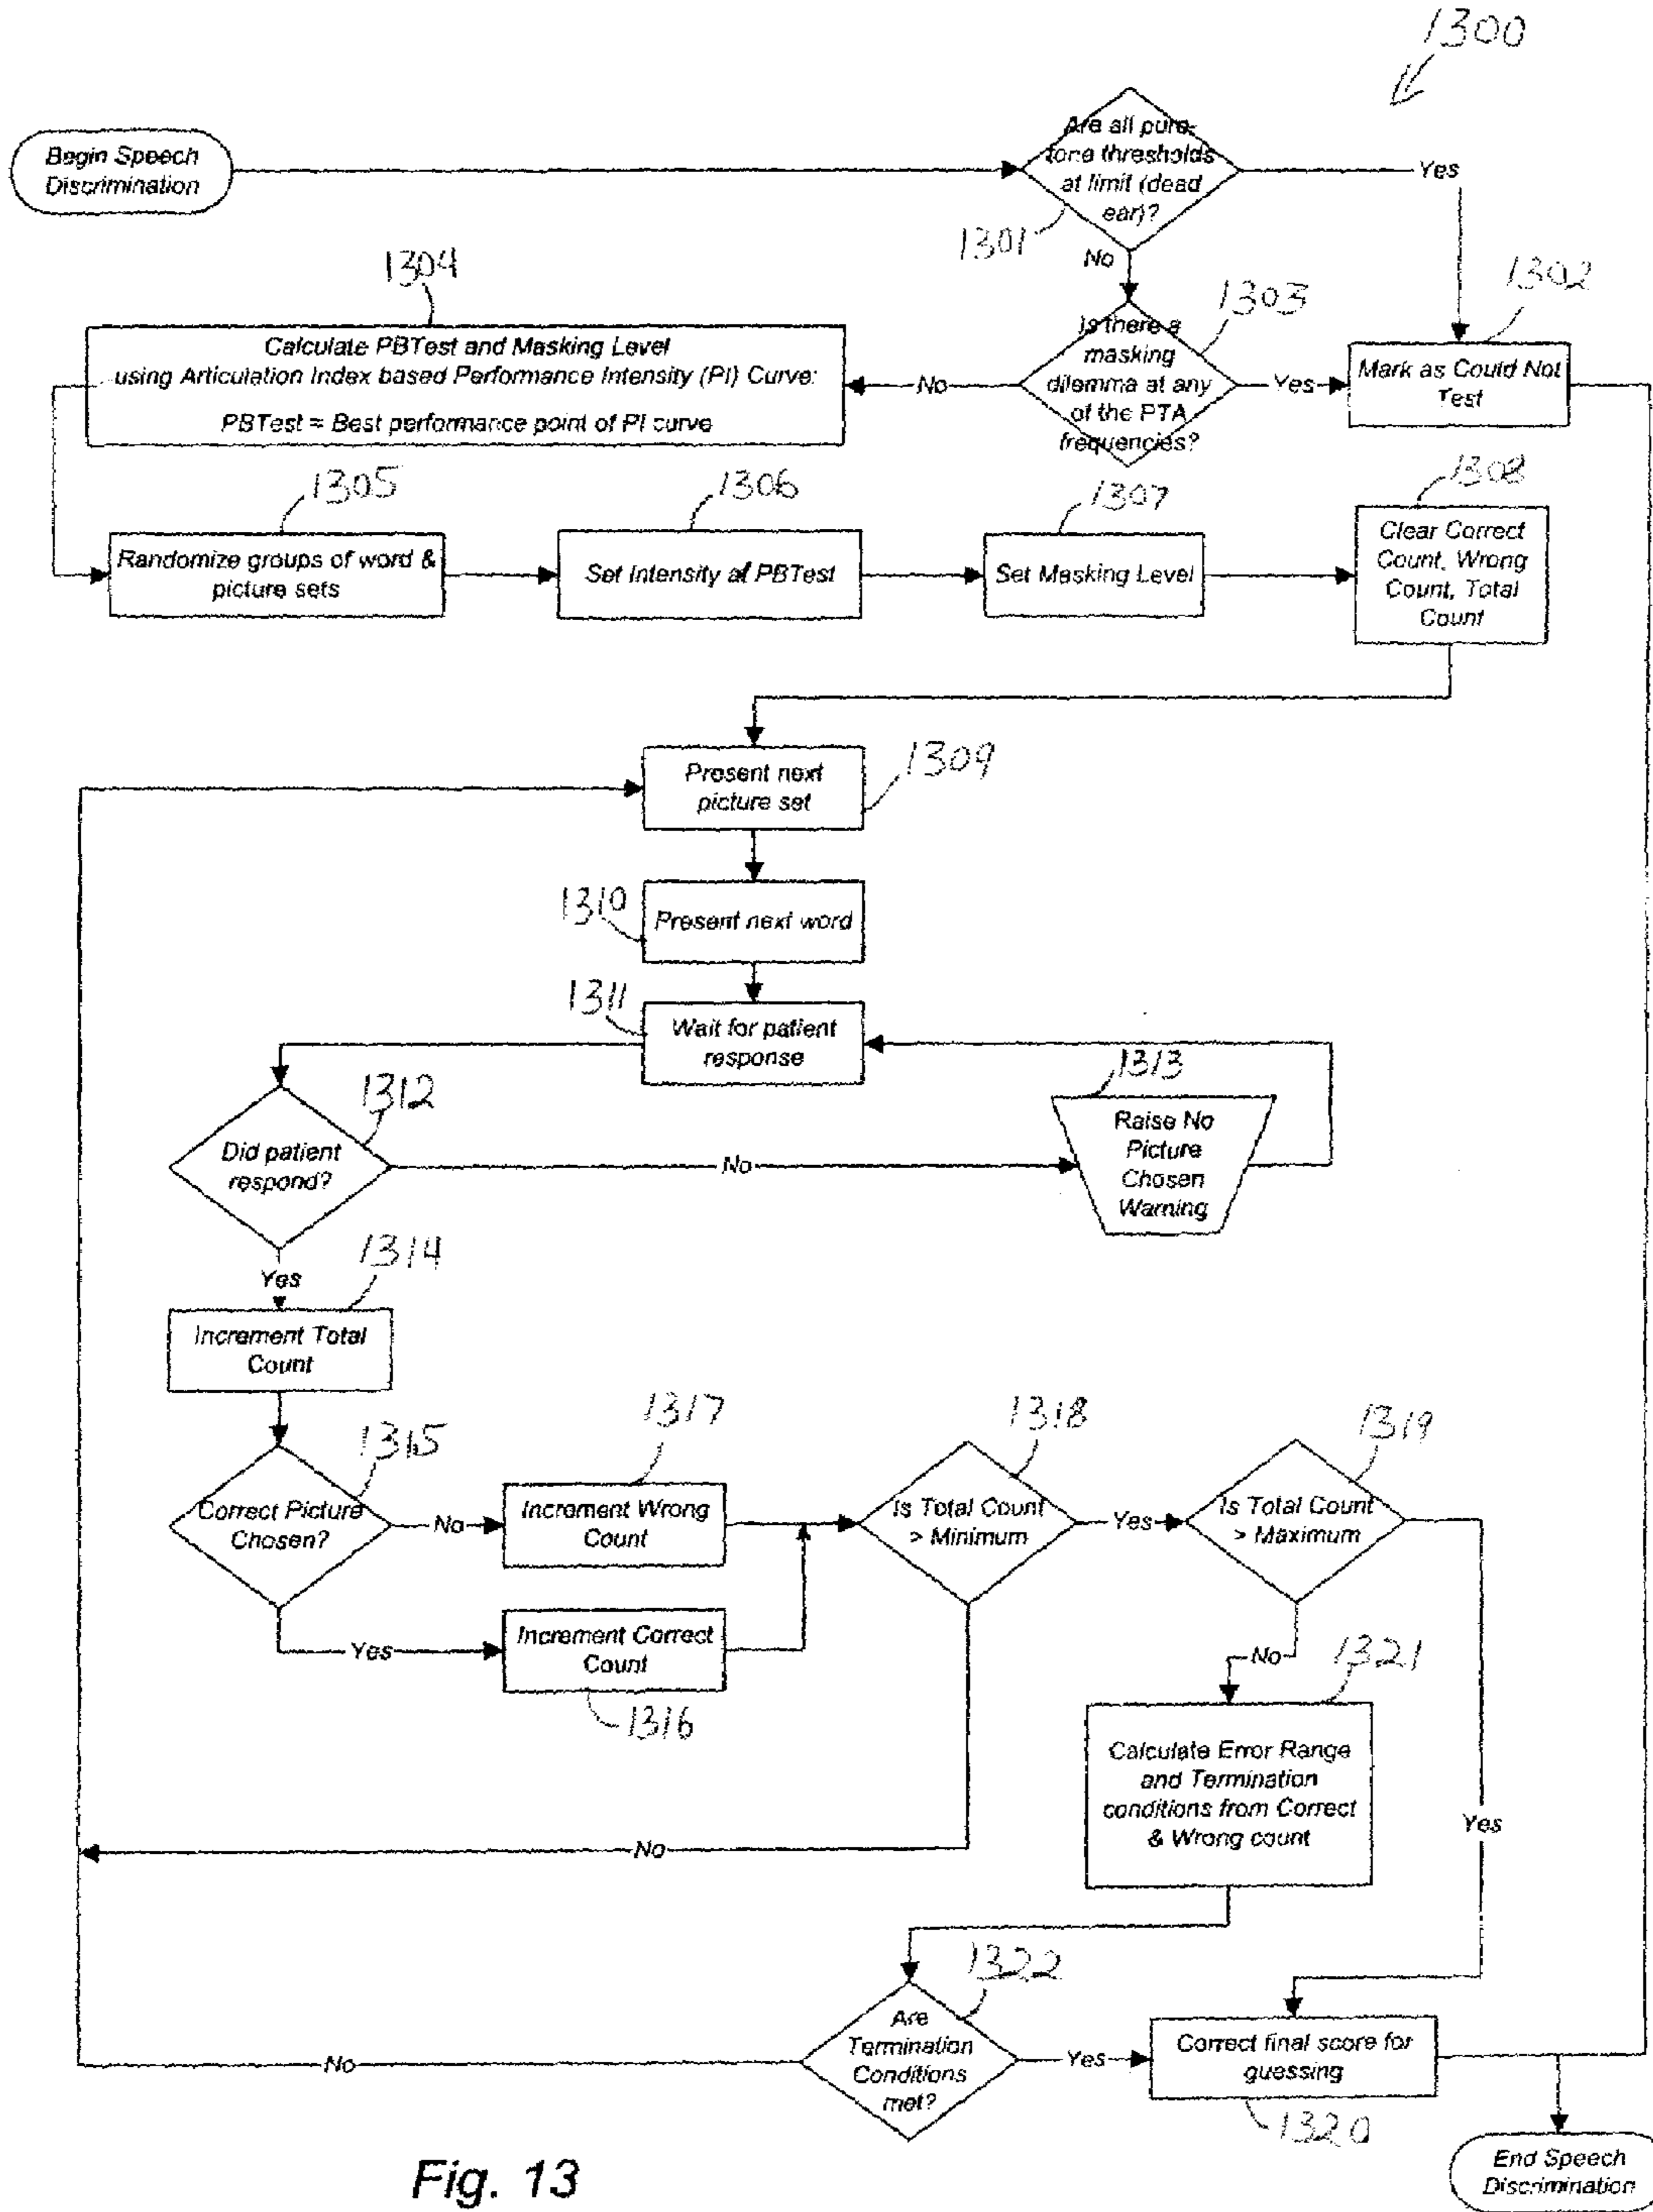 1300
Begin Speech
Discrimination
Are all pure-
tone thresholds
at limit (dead
ear)?
Yes
1301
No
1304
1303
1302
Calculate PBTest and Masking Level
using Articulation Index based Performance Intensity (PI) Curve:
PBTest = Best performance point of PI curve
No
Is there a
masking
dilemma at any
of the PTA
frequencies?
Yes
Mark as Could Not
Test
1305
1306
1307
1308
Randomize groups of word &
picture sets
Set Intensity at PBTest
Set Masking Level
Clear Correct
Count, Wrong
Count, Total
Count
Present next
picture set
1309
1310
Present next word
1311
Wait for patient
response
1312
1313
Did patient
respond?
No
Raise No
Picture
Chosen
Warning
Yes
1314
Increment Total
Count
1315
1317
1318
1319
Correct Picture
Chosen?
No
Increment Wrong
Count
Is Total Count
> Minimum
Yes
Is Total Count
> Maximum
Yes
Increment Correct
Count
1316
No
1321
Calculate Error Range
and Termination
conditions from Correct
& Wrong count
Yes
No
1322
Are
Termination
Conditions
met?
No
Yes
Correct final score for
guessing
1320
End Speech
Discrimination
Fig. 13